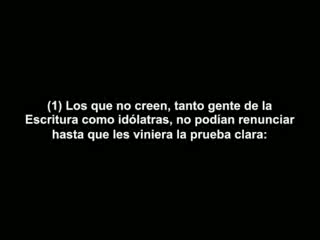 (1) Los que no creen, tanto gente de la
Escritura como idólatras, no podían renunciar
hasta que les viniera la prueba clara: